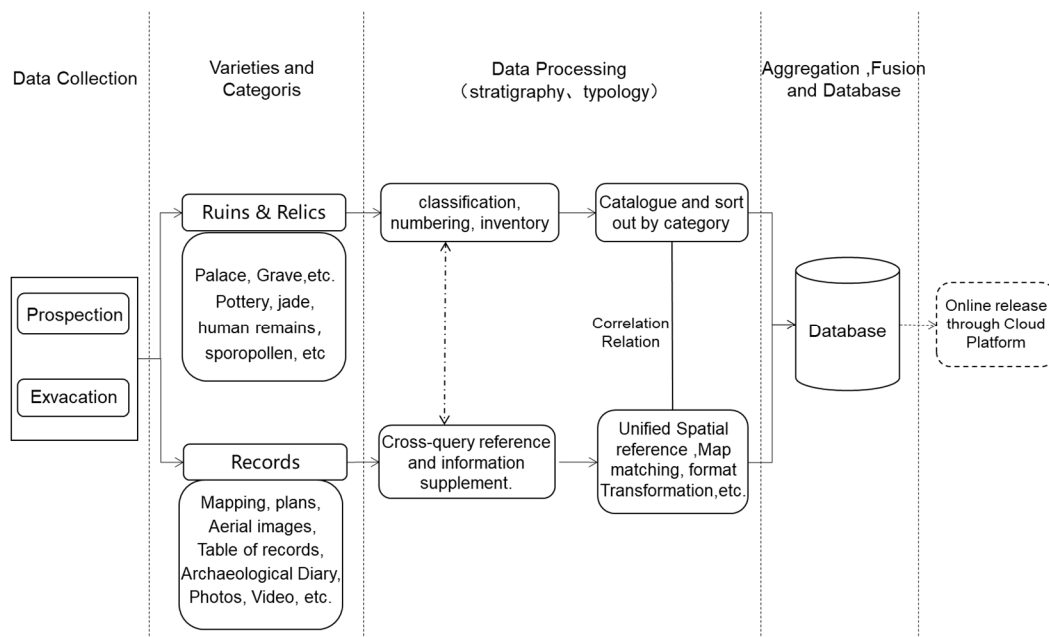 Data Collection
Varieties and
Categoris
Data Processing
（stratigraphy、typology）
Aggregation ,Fusion
and Database
Prospection
Exvacation
Ruins & Relics
Palace, Grave,etc.
Pottery, jade,
human remains，
sporopollen, etc
Records
Mapping, plans,
Aerial images,
Table of records,
Archaeological Diary,
Photos, Video, etc.
classification,
numbering, inventory
Cross-query reference
and information
supplement.
Catalogue and sort
out by category
Correlation
Relation
Unified Spatial
reference ,Map
matching, format
Transformation,etc.
Database
Online release
through Cloud
Platform